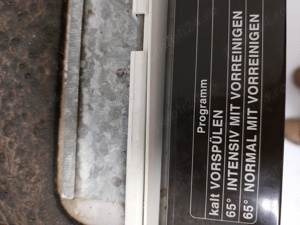 Programm
kalt VORSPÜLEN
65° INTENSIV MIT VORREINIGEN
65° NORMAL MIT VORREINIGEN